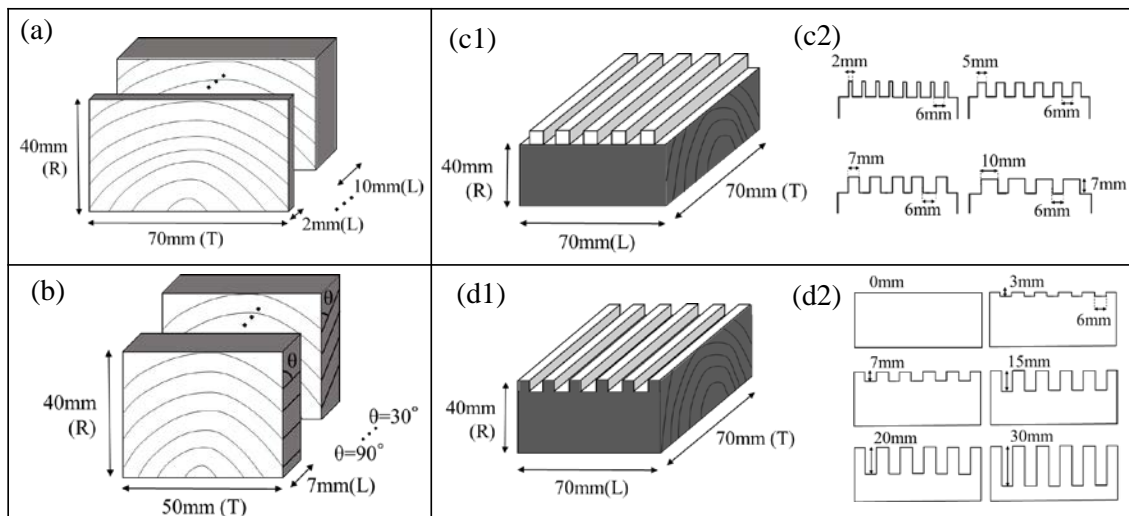 (a)
40mm
(R)
70mm (T)
2mm(L)
10mm(L)
(b)
θ
θ
40mm
(R)
50mm (T)
7mm(L)
θ=90°
θ=30°
(c1)
40mm
(R)
70mm(L)
70mm (T)
(c2)
2mm
6mm
5mm
6mm
7mm
6mm
10mm
7mm
6mm
(d1)
40mm
(R)
70mm(L)
70mm (T)
(d2)
0mm
3mm
6mm
7mm
15mm
20mm
30mm